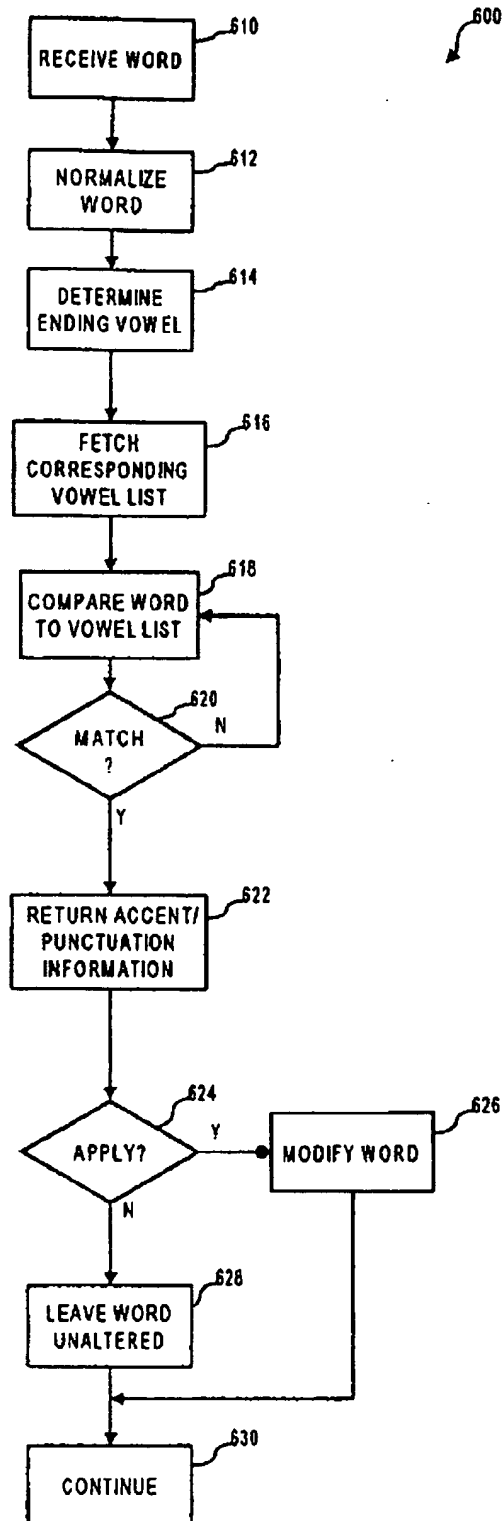 600
610
RECEIVE WORD
612
NORMALIZE
WORD
614
DETERMINE
ENDING VOWEL
616
FETCH
CORRESPONDING
VOWEL LIST
618
COMPARE WORD
TO VOWEL LIST
620
MATCH
?
N
Y
622
RETURN ACCENT/
PUNCTUATION
INFORMATION
624
APPLY?
Y
N
626
MODIFY WORD
628
LEAVE WORD
UNALTERED
630
CONTINUE